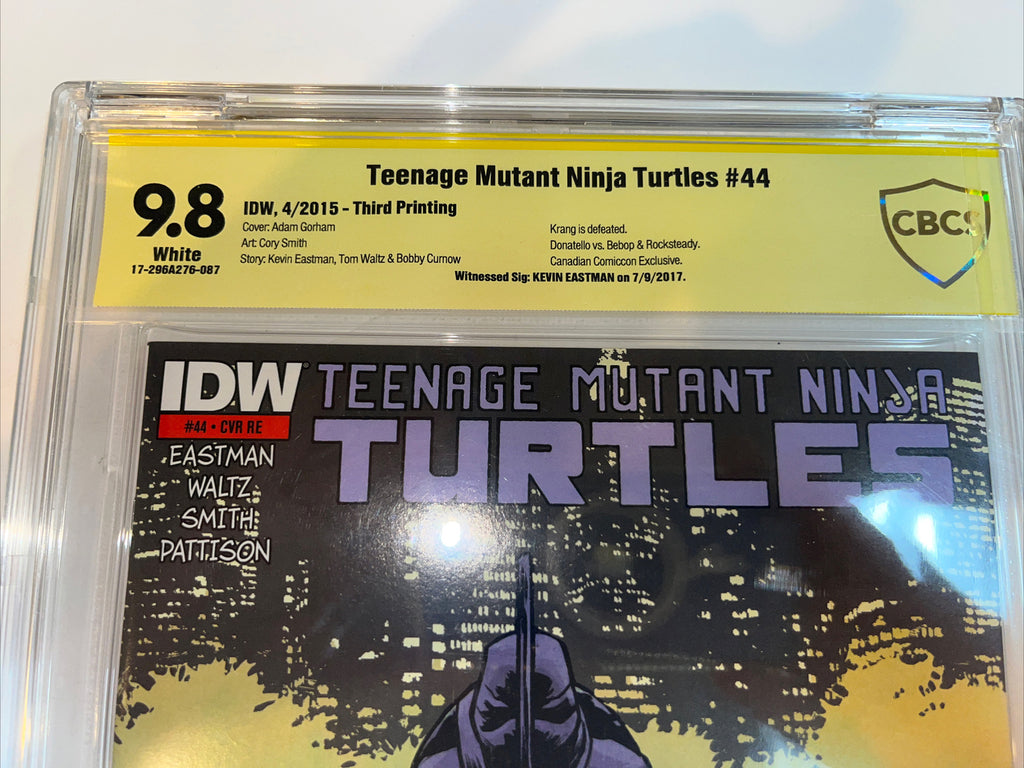 Teenage Mutant Ninja Turtles #44
9.8
White
17-296A276-087
IDW, 4/2015 - Third Printing
Cover: Adam Gorham
Art: Cory Smith
Story: Kevin Eastman, Tom Waltz & Bobby Curnow
Krang is defeated.
Donatello vs. Bebop & Rocksteady.
Canadian Comiccon Exclusive.
Witnessed Sig: KEVIN EASTMAN on 7/9/2017.
CBCS
IDW®
#44 • CVR RE
EASTMAN
WALTZ
SMITH
PATTISON
TEENAGE MUTANT NINJA
TURTLES